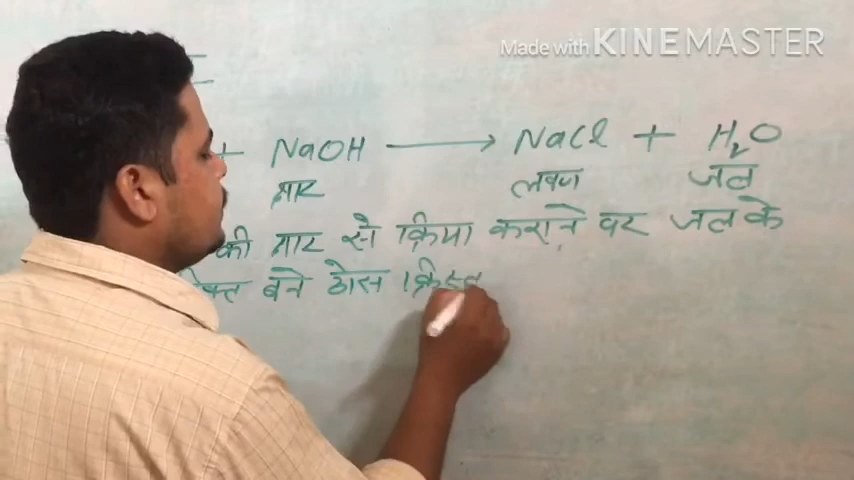 Made with KINEMASTER
+ NaOH → NaCl + H₂O
क्षार लवण जल
की क्षार से क्रिया कराने पर जल के
बने ठोस